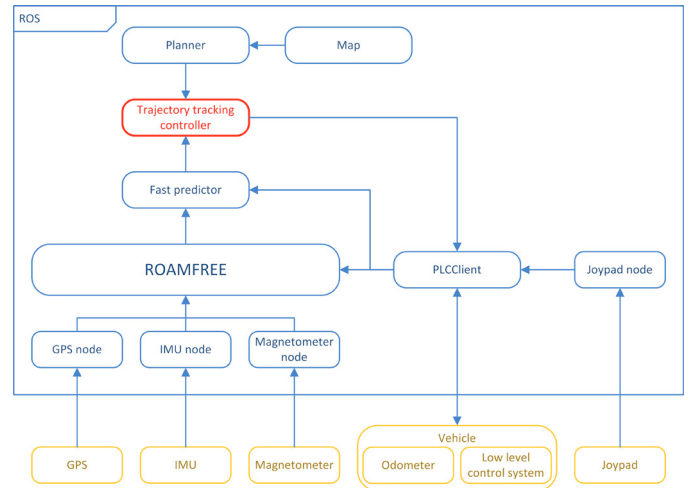 ROS
Planner
Map
Trajectory tracking
controller
Fast predictor
ROAMFREE
PLCClient
Joypad node
GPS node
IMU node
Magnetometer
node
Vehicle
GPS
IMU
Magnetometer
Odometer
Low level
control system
Joypad